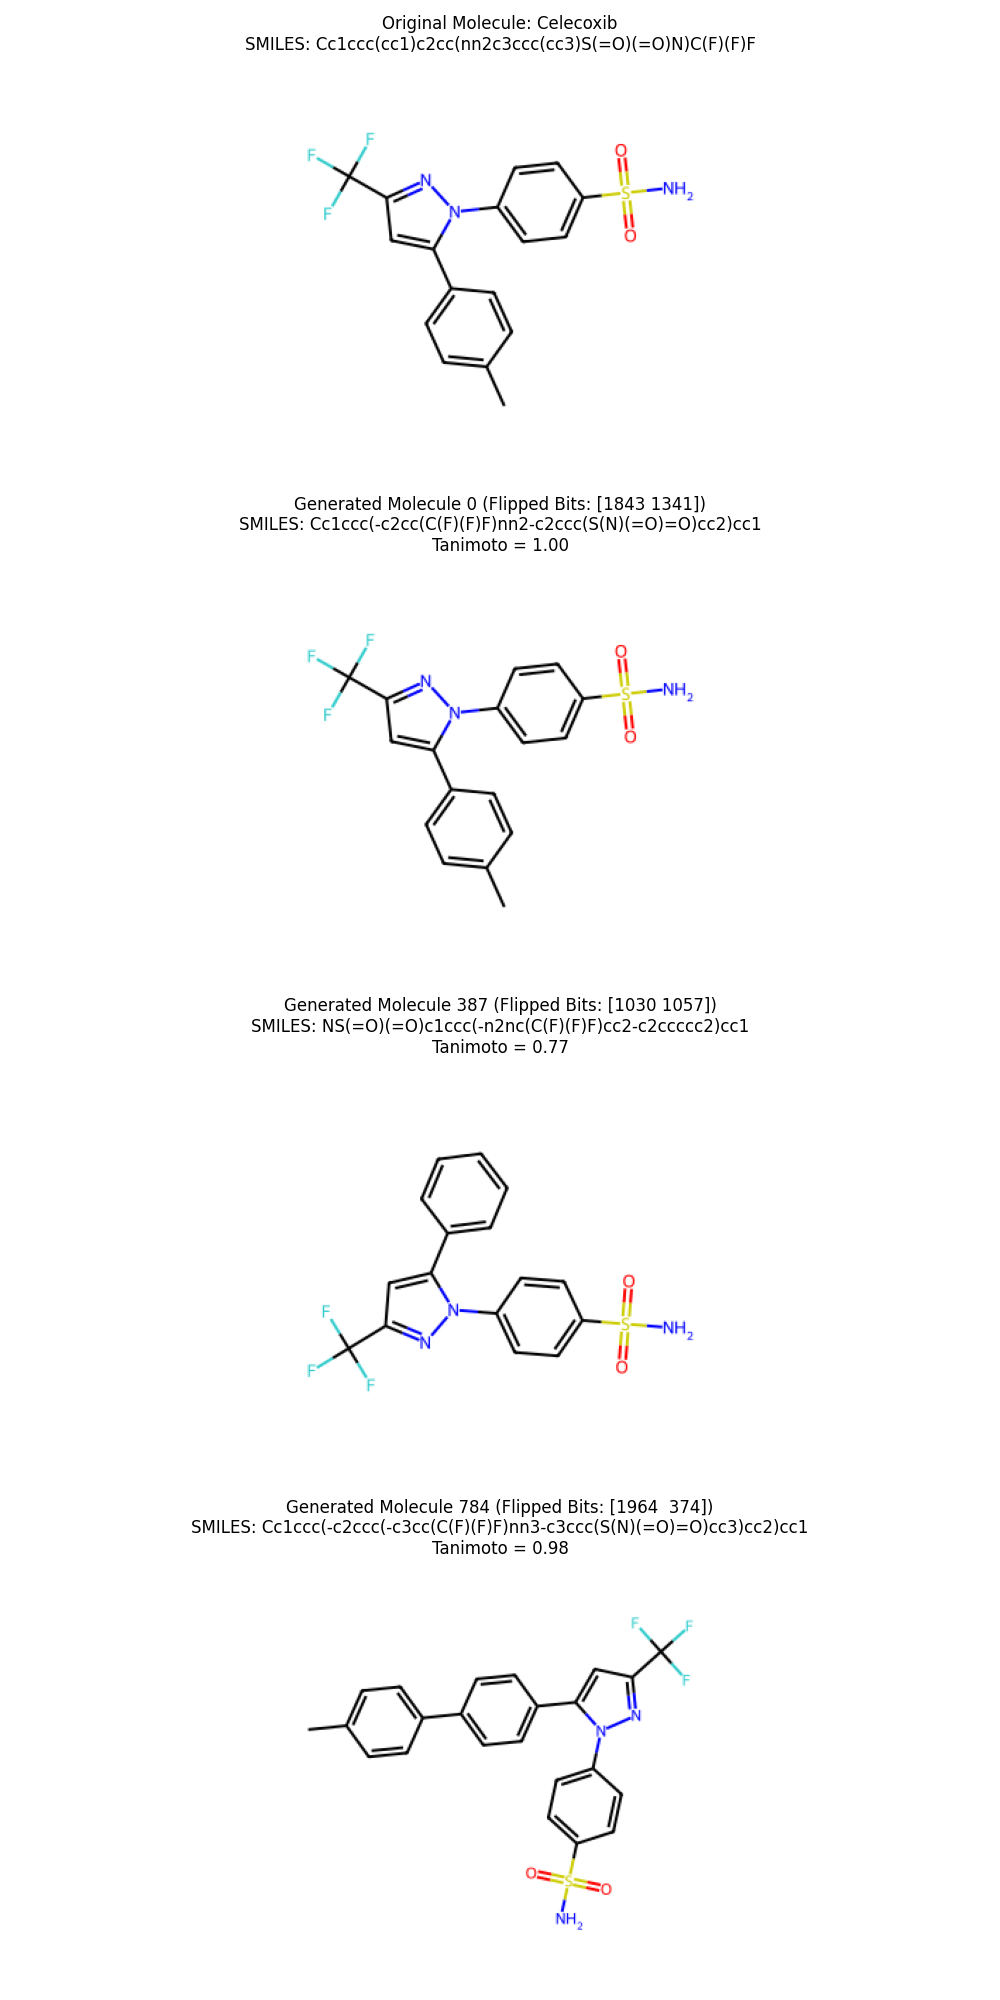 Original Molecule: Celecoxib
SMILES: Cc1ccc(cc1)c2cc(nn2c3ccc(cc3)S(=O)(=O)N)C(F)(F)F
F
F
F
N
N
O
S
NH2
O
Generated Molecule 0 (Flipped Bits: [1843 1341])
SMILES: Cc1ccc(-c2cc(C(F)(F)F)nn2-c2ccc(S(N)(=O)=O)cc2)cc1
Tanimoto = 1.00
F
F
F
N
N
O
S
NH2
O
Generated Molecule 387 (Flipped Bits: [1030 1057])
SMILES: NS(=O)(=O)c1ccc(-n2nc(C(F)(F)F)cc2-c2ccccc2)cc1
Tanimoto = 0.77
F
F
F
N
N
O
S
NH2
O
Generated Molecule 784 (Flipped Bits: [1964  374])
SMILES: Cc1ccc(-c2ccc(-c3cc(C(F)(F)F)nn3-c3ccc(S(N)(=O)=O)cc3)cc2)cc1
Tanimoto = 0.98
F
F
F
N
N
O
S
O
NH2